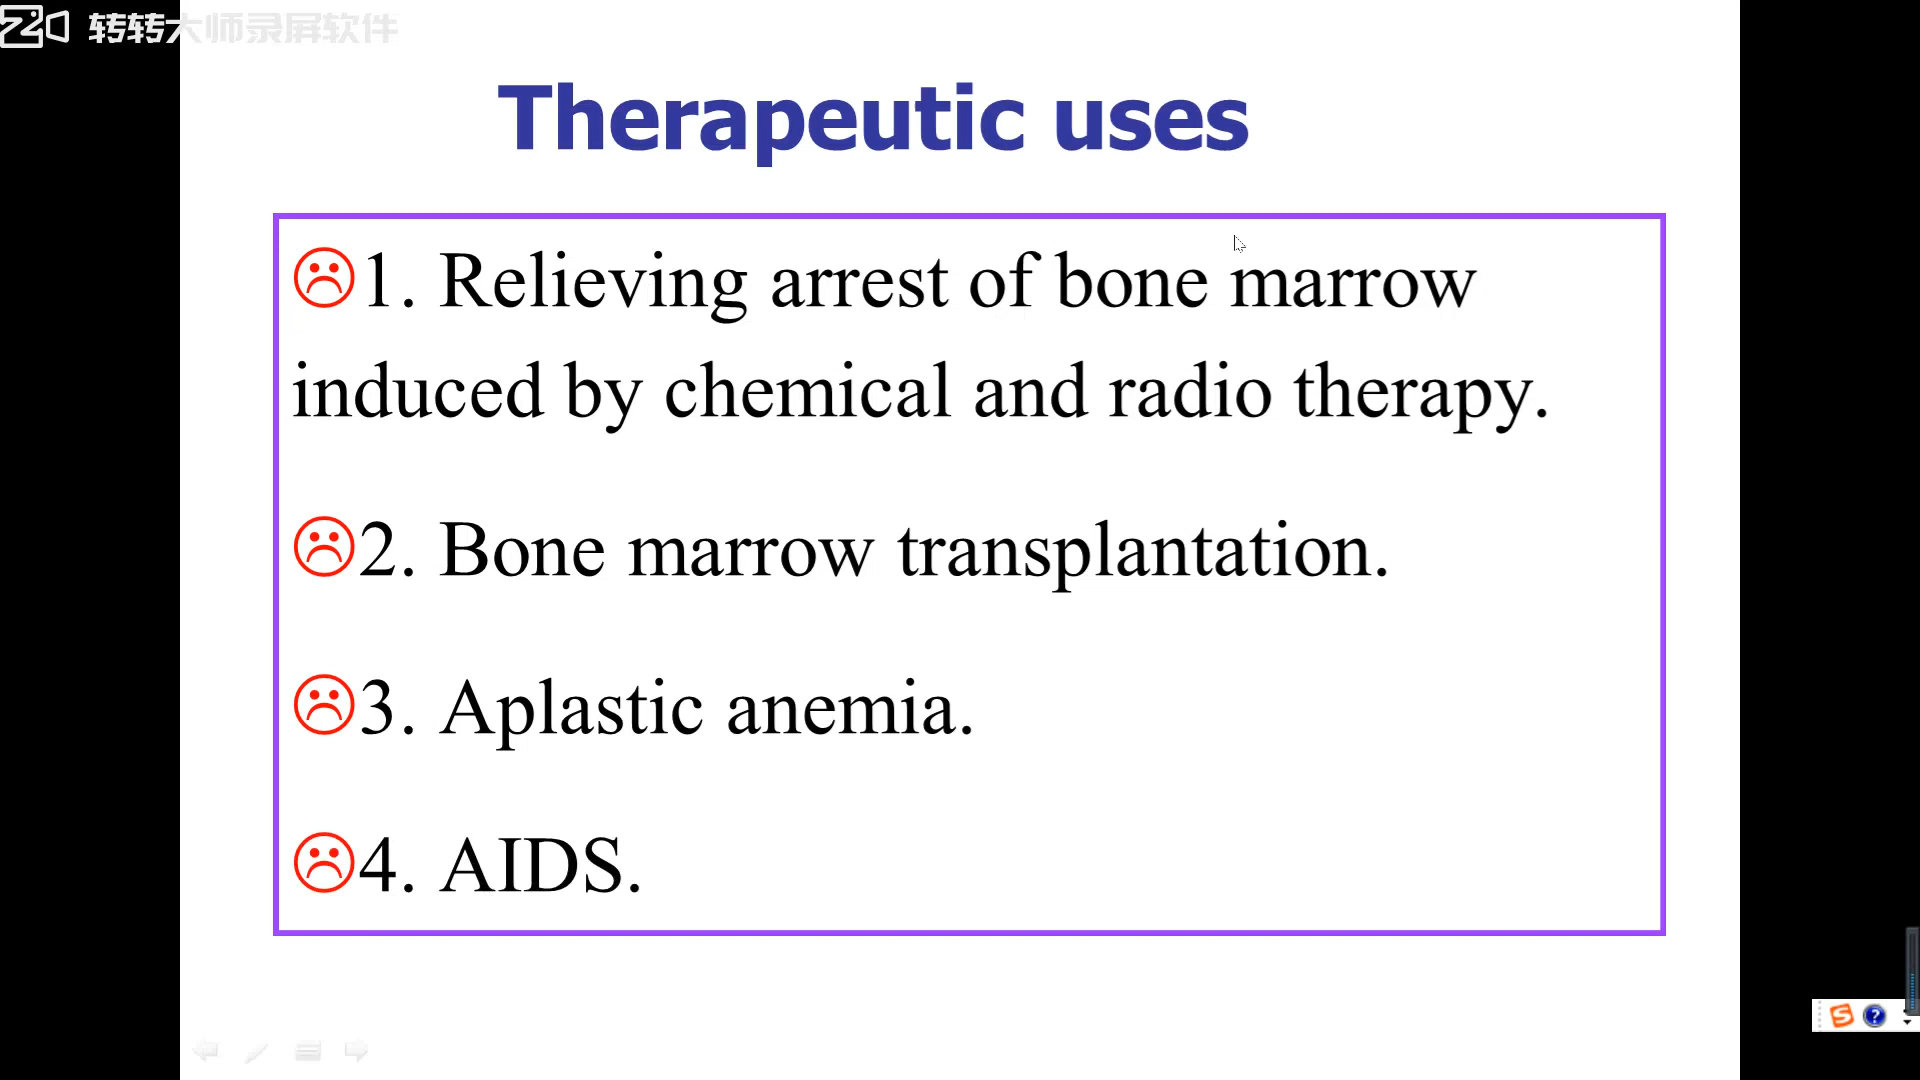 转转大师录屏软件
Therapeutic uses
1. Relieving arrest of bone marrow
induced by chemical and radio therapy.
2. Bone marrow transplantation.
3. Aplastic anemia.
4. AIDS.